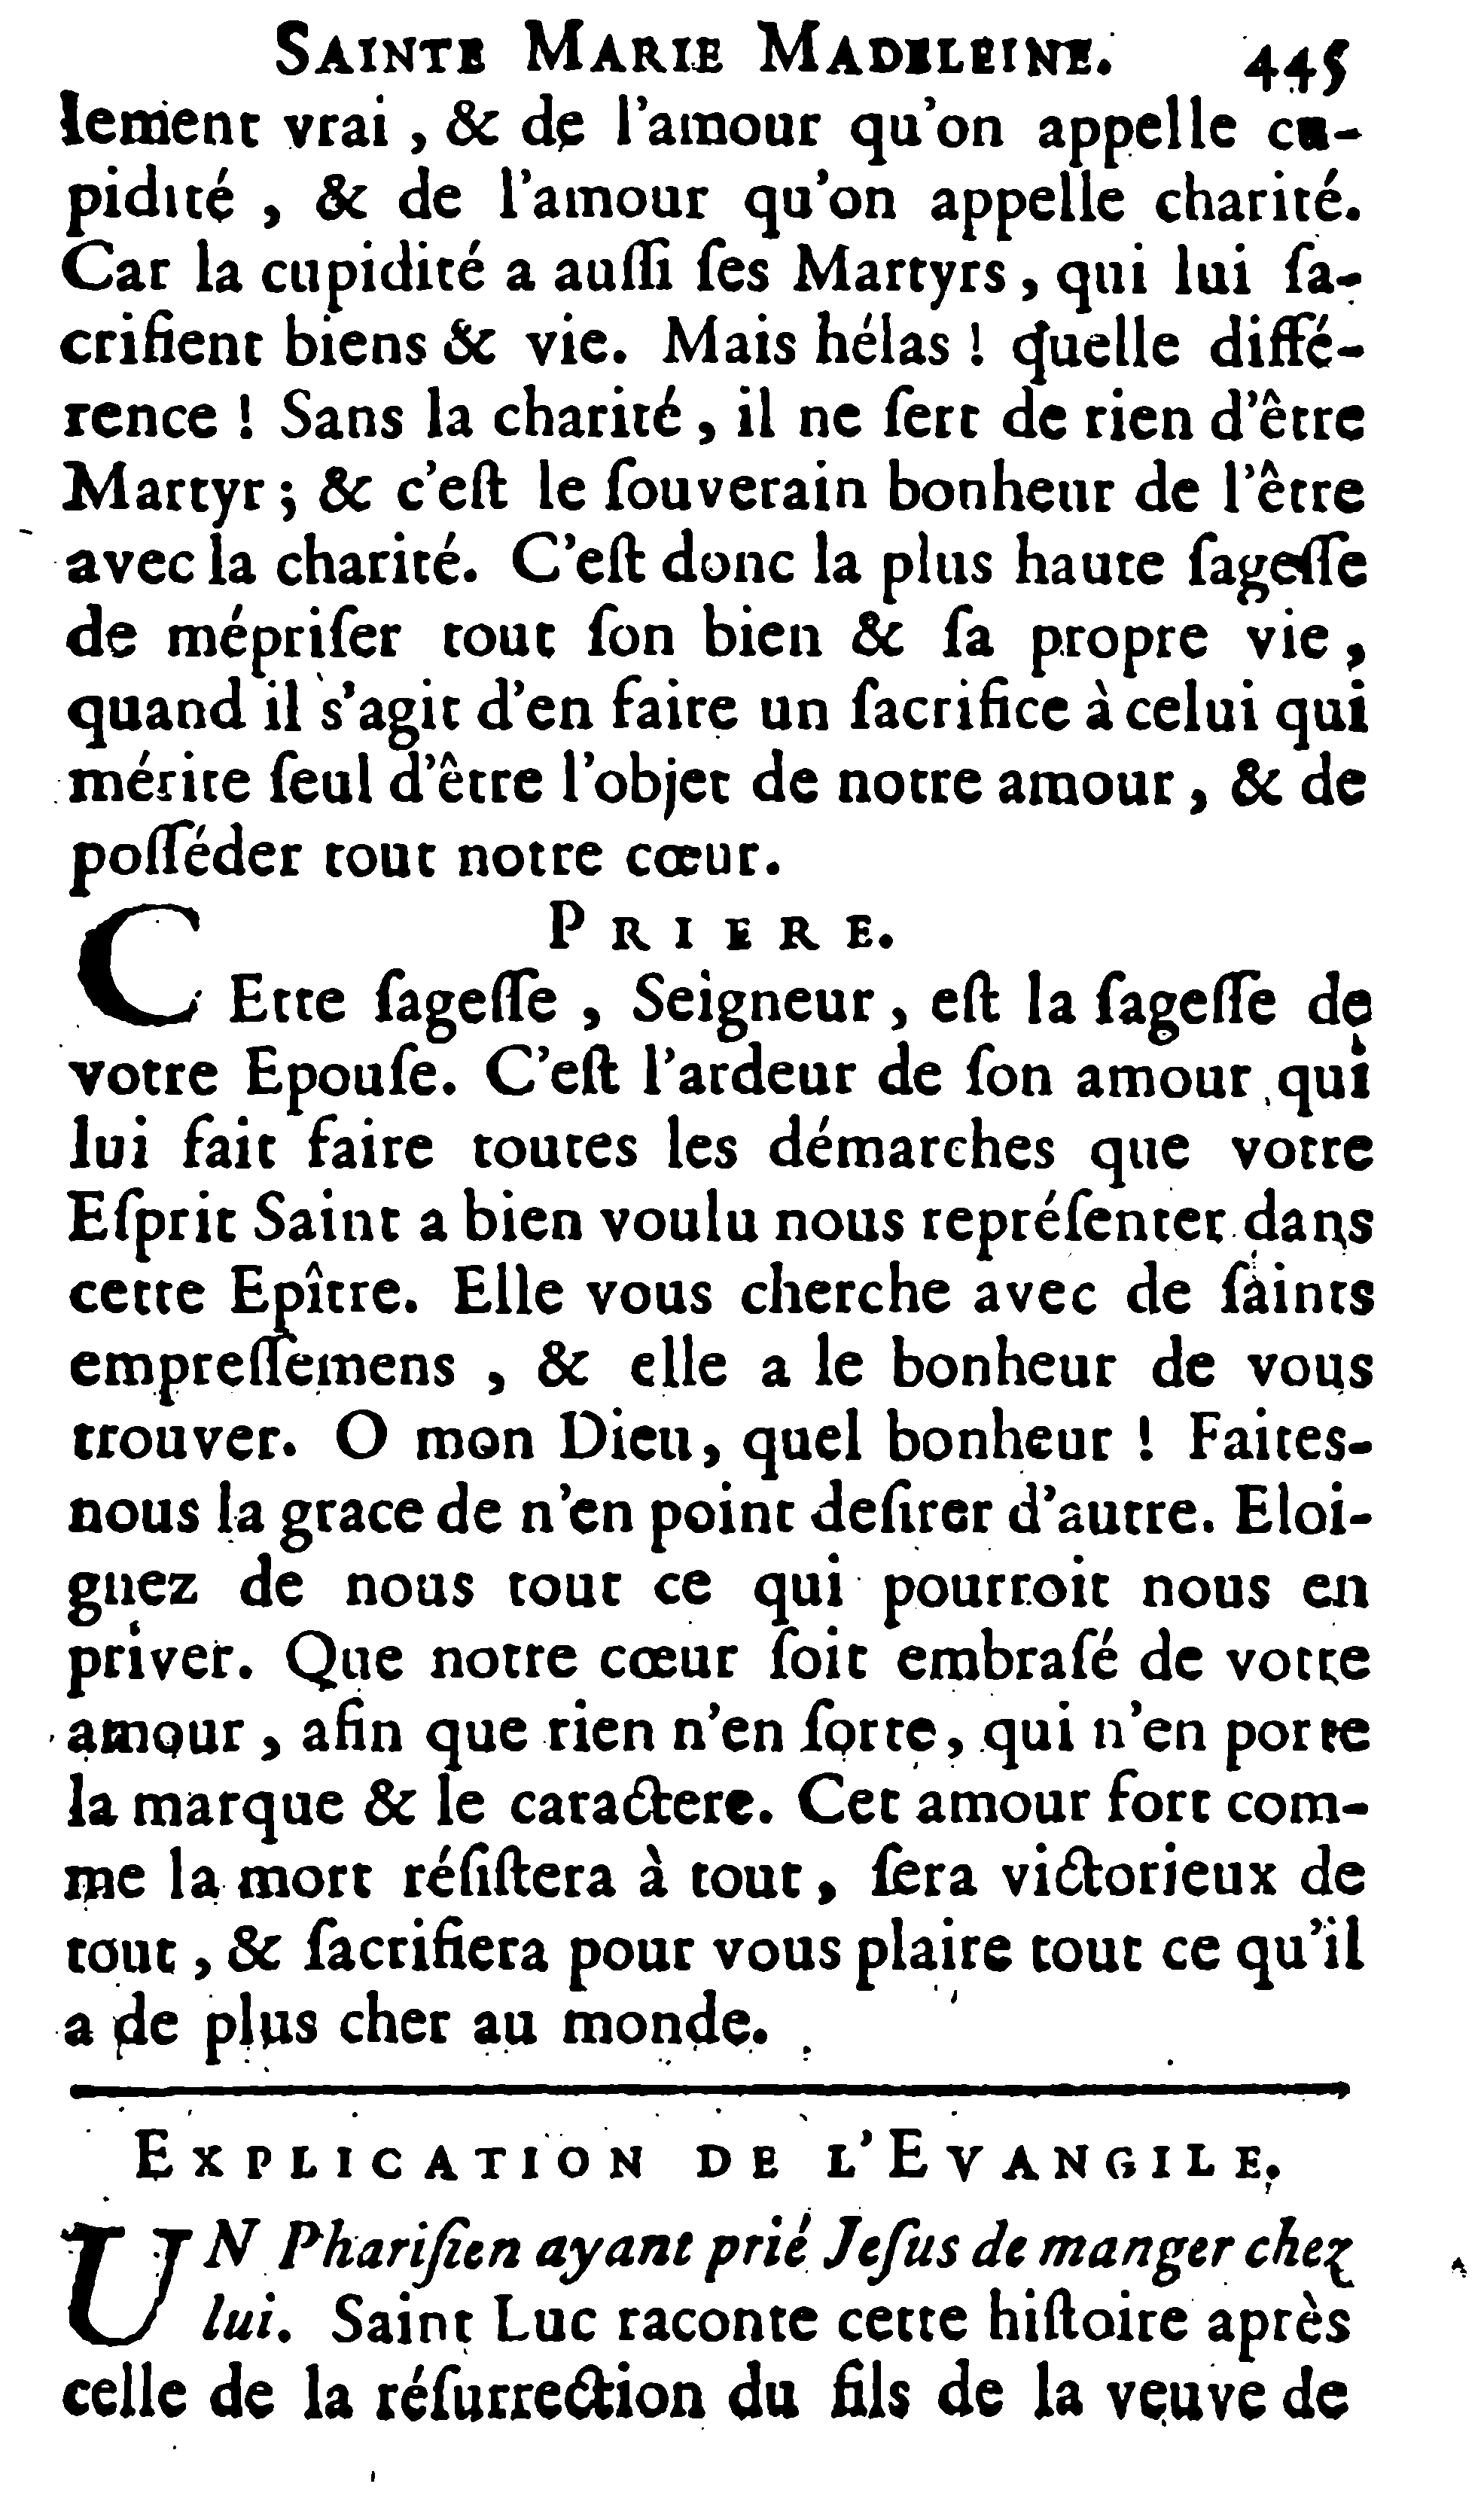 SAINTE MARIE MADELEINE. 445
lement vrai, & de l'amour qu'on appelle cu-
pidité, & de l'amour qu'on appelle charité.
Car la cupidité a auſſi ſes Martyrs, qui lui ſa-
crifient biens & vie. Mais hélas ! quelle diffé-
rence ! Sans la charité, il ne ſert de rien d'être
Martyr ; & c'eſt le ſouverain bonheur de l'être
avec la charité. C'eſt donc la plus haute ſageſſe
de mépriſer tout ſon bien & ſa propre vie,
quand il s'agit d'en faire un ſacrifice à celui qui
mérite ſeul d'être l'objet de notre amour, & de
poſſéder tout notre cœur.
PRIERE.
CEtte ſageſſe, Seigneur, eſt la ſageſſe de
votre Epouſe. C'eſt l'ardeur de ſon amour qui
lui fait faire toutes les démarches que votre
Eſprit Saint a bien voulu nous repréſenter dans
cette Epître. Elle vous cherche avec de ſaints
empreſſemens, & elle a le bonheur de vous
trouver. O mon Dieu, quel bonheur ! Faites-
nous la grace de n'en point deſirer d'autre. Eloi-
gnez de nous tout ce qui pourroit nous en
priver. Que notre cœur ſoit embraſé de votre
amour, afin que rien n'en ſorte, qui n'en porte
la marque & le caractere. Cet amour fort com-
me la mort réſiſtera à tout, ſera victorieux de
tout, & ſacrifiera pour vous plaire tout ce qu'il
a de plus cher au monde.
EXPLICATION DE L'EVANGILE.
UN Phariſien ayant prié Jeſus de manger chez
lui. Saint Luc raconte cette hiſtoire après
celle de la réſurrection du fils de la veuve de